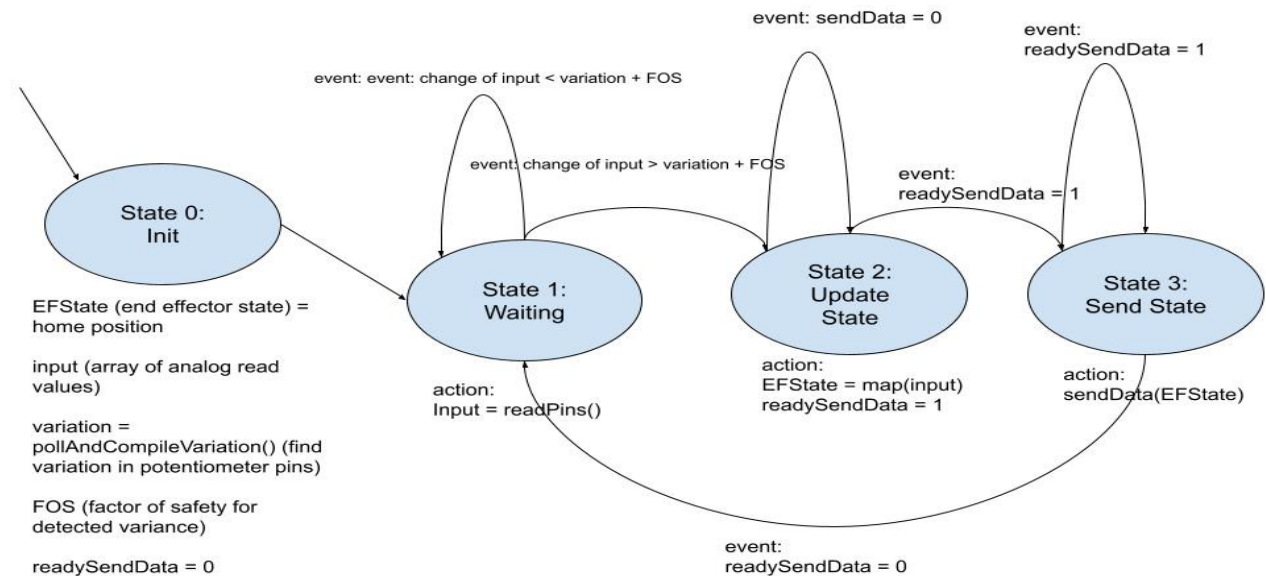 event: sendData = 0
event:
readySendData = 1
event: event: change of input < variation + FOS
event: change of input > variation + FOS
event:
readySendData = 1
State 0:
Init
State 1:
Waiting
State 2:
Update
State
State 3:
Send State
EFState (end effector state) =
home position
input (array of analog read
values)
variation =
pollAndCompileVariation() (find
variation in potentiometer pins)
FOS (factor of safety for
detected variance)
readySendData = 0
action:
Input = readPins()
action:
EFState = map(input)
readySendData = 1
action:
sendData(EFState)
event:
readySendData = 0